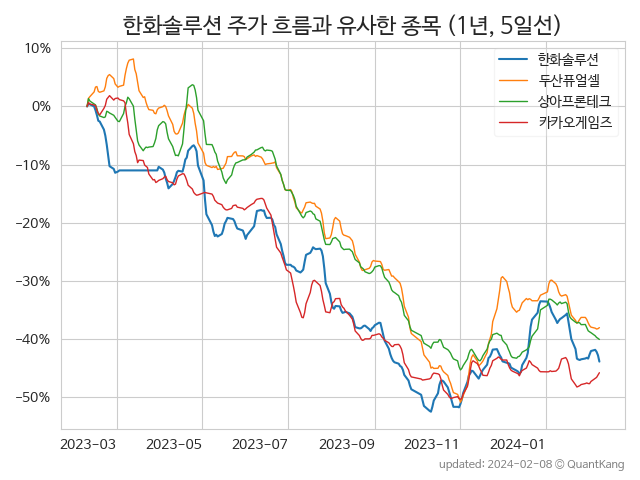 한화솔루션 주가 흐름과 유사한 종목 (1년, 5일선)
한화솔루션
두산퓨얼셀
상아프론테크
카카오게임즈
10%
0%
−10%
−20%
−30%
−40%
−50%
2023-03 2023-05 2023-07 2023-09 2023-11 2024-01
updated: 2024-02-08 © QuantKang